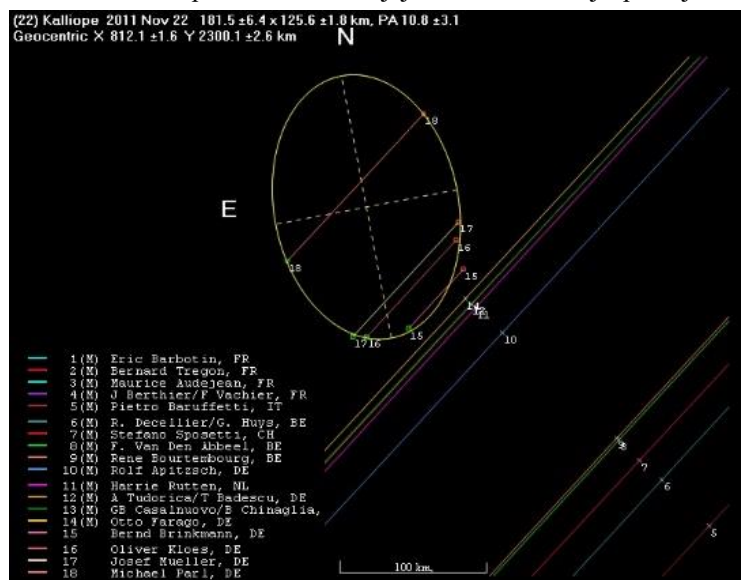 (22) Kalliope 2011 Nov 22 181.5 ±6.4 x 125.6 ±1.8 km, PA 10.8 ±3.1
Geocentric X 812.1 ±1.6 Y 2300.1 ±2.6 km
N
18
E
17
16
15
18
14
11
10
1716
15
1(M) Eric Barbotin, FR
2(M) Bernard Tregon, FR
3(M) Maurice Audejean, FR
4(M) J Berthier/F Vachier, FR
5(M) Pietro Baruffetti, IT
6(M) R. Decellier/G. Huys, BE
7(M) Stefano Sposetti, CH
8(M) F. Van Den Abbeel, BE
9(M) Rene Bourtembourg, BE
10(M) Rolf Apitzsch, DE
11(M) Harrie Rutten, NL
12(M) A Tudorica/T Badescu, DE
13(M) GB Casalnuovo/B Chinaglia,
14(M) Otto Farago, DE
15 Bernd Brinkmann, DE
16 Oliver Kloes, DE
17 Josef Mueller, DE
18 Michael Parl, DE
7
6
5
100 km.